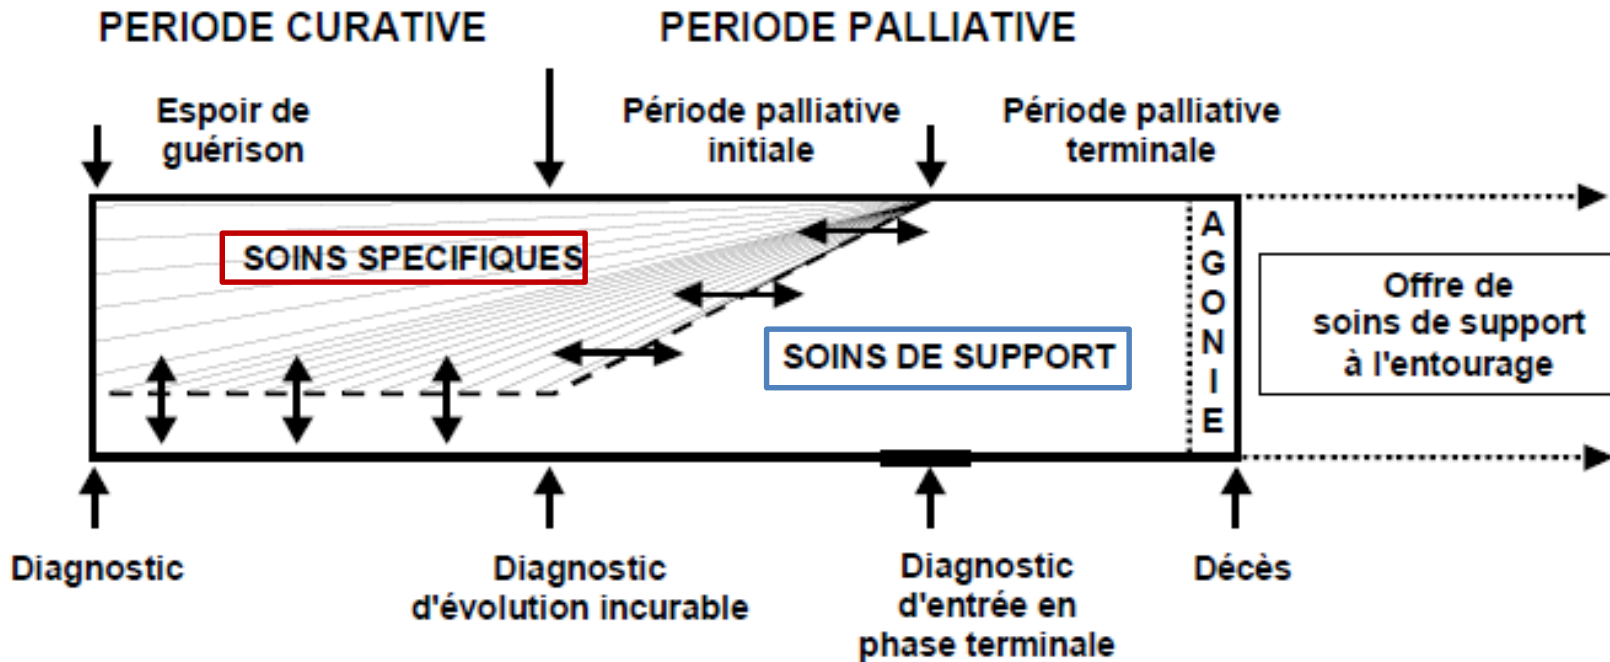 PERIODE CURATIVE
PERIODE PALLIATIVE
Espoir de
guérison
Période palliative
initiale
Période palliative
terminale
SOINS SPECIFIQUES
SOINS DE SUPPORT
AGONIE
Offre de
soins de support
à l'entourage
Diagnostic
Diagnostic
d'évolution incurable
Diagnostic
d'entrée en
phase terminale
Décès